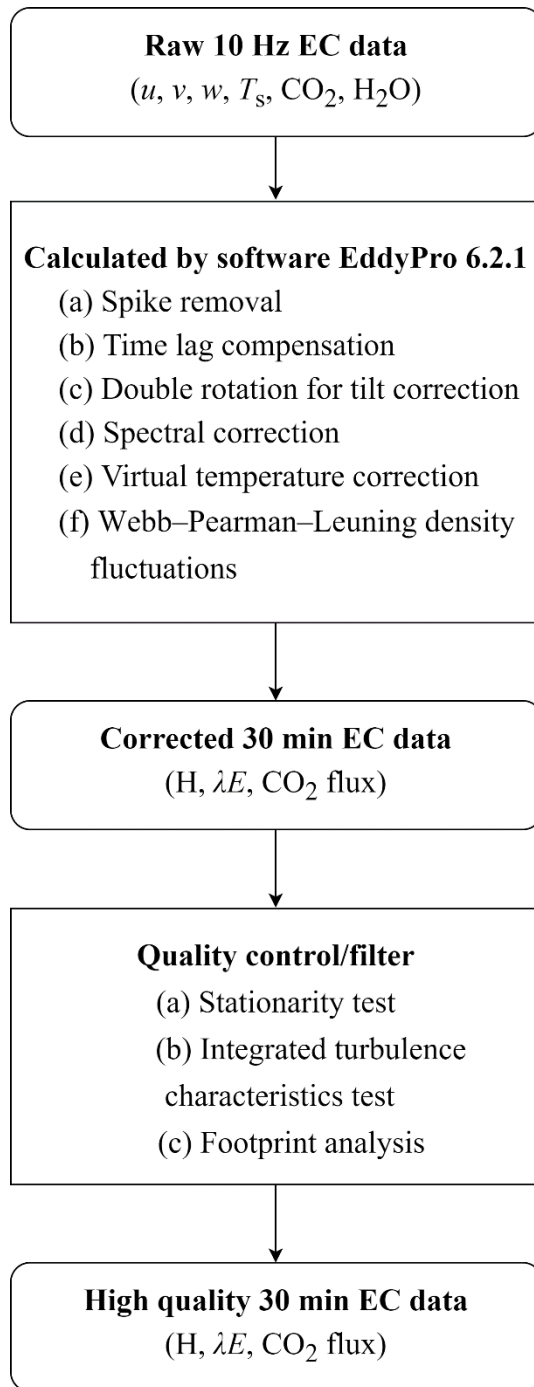 Raw 10 Hz EC data
(u, v, w, Tₛ, CO₂, H₂O)
Calculated by software EddyPro 6.2.1
(a) Spike removal
(b) Time lag compensation
(c) Double rotation for tilt correction
(d) Spectral correction
(e) Virtual temperature correction
(f) Webb–Pearman–Leuning density
fluctuations
Corrected 30 min EC data
(H, λE, CO₂ flux)
Quality control/filter
(a) Stationarity test
(b) Integrated turbulence
characteristics test
(c) Footprint analysis
High quality 30 min EC data
(H, λE, CO₂ flux)